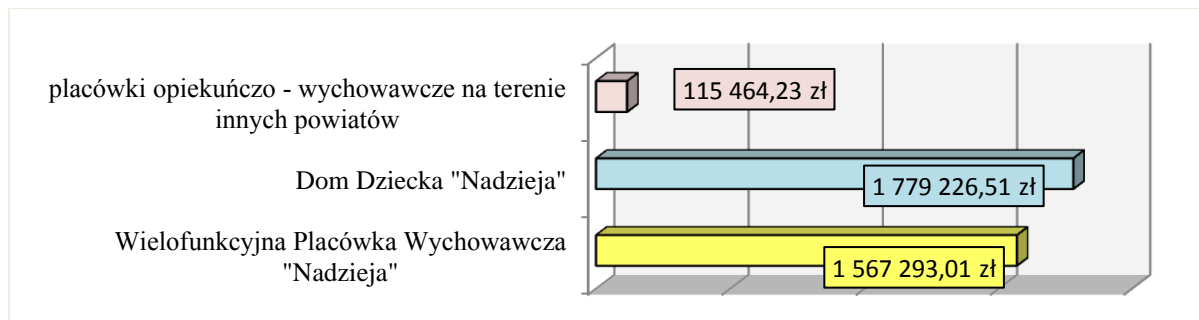 placówki opiekuńczo - wychowawcze na terenie
innych powiatów
115 464,23 zł
Dom Dziecka "Nadzieja"
1 779 226,51 zł
Wielofunkcyjna Placówka Wychowawcza
"Nadzieja"
1 567 293,01 zł